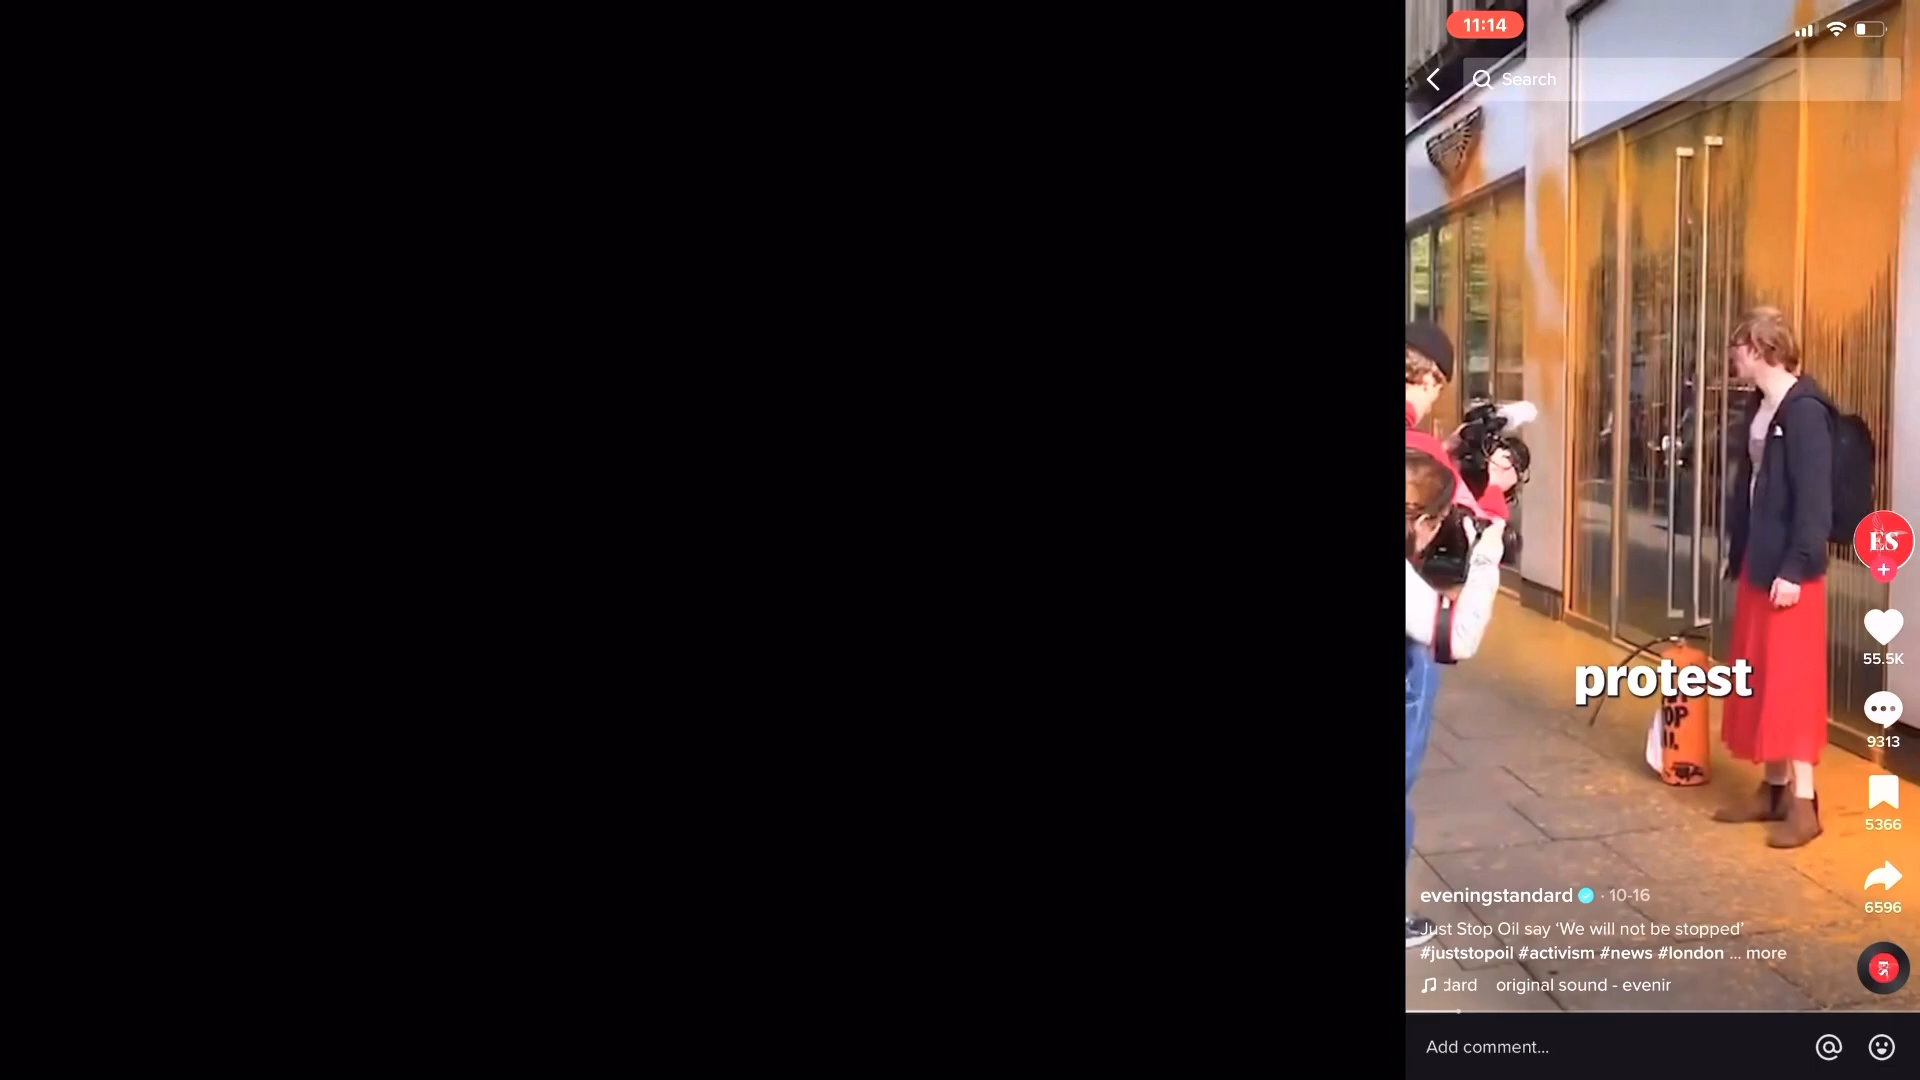 11:14
Search
ES
55.5K
protest
OP
9313
5366
6596
eveningstandard · 10-16
Just Stop Oil say ‘We will not be stopped’
#juststopoil #activism #news #london ... more
dard original sound - evenir
Add comment...